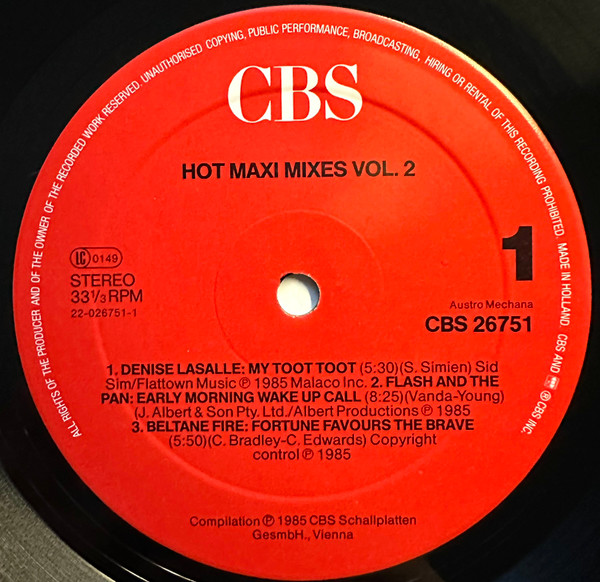 ALL RIGHTS OF THE PRODUCER AND OF THE OWNER OF THE RECORDED WORK RESERVED. UNAUTHORISED COPYING, PUBLIC PERFORMANCE, BROADCASTING, HIRING OR RENTAL OF THIS RECORDING PROHIBITED. MADE IN HOLLAND. CBS AND ® CBS INC.
CBS
HOT MAXI MIXES VOL. 2
1
LC 0149
STEREO
33 1/3 RPM
22-026751-1
Austro Mechana
CBS 26751
1. DENISE LASALLE: MY TOOT TOOT (5:30)(S. Simien) Sid
Sim/Flattown Music ℗ 1985 Malaco Inc. 2. FLASH AND THE
PAN: EARLY MORNING WAKE UP CALL (8:25)(Vanda-Young)
(J. Albert & Son Pty. Ltd./Albert Productions ℗ 1985
3. BELTANE FIRE: FORTUNE FAVOURS THE BRAVE
(5:50)(C. Bradley-C. Edwards) Copyright
control ℗ 1985
Compilation ℗ 1985 CBS Schallplatten
GesmbH., Vienna